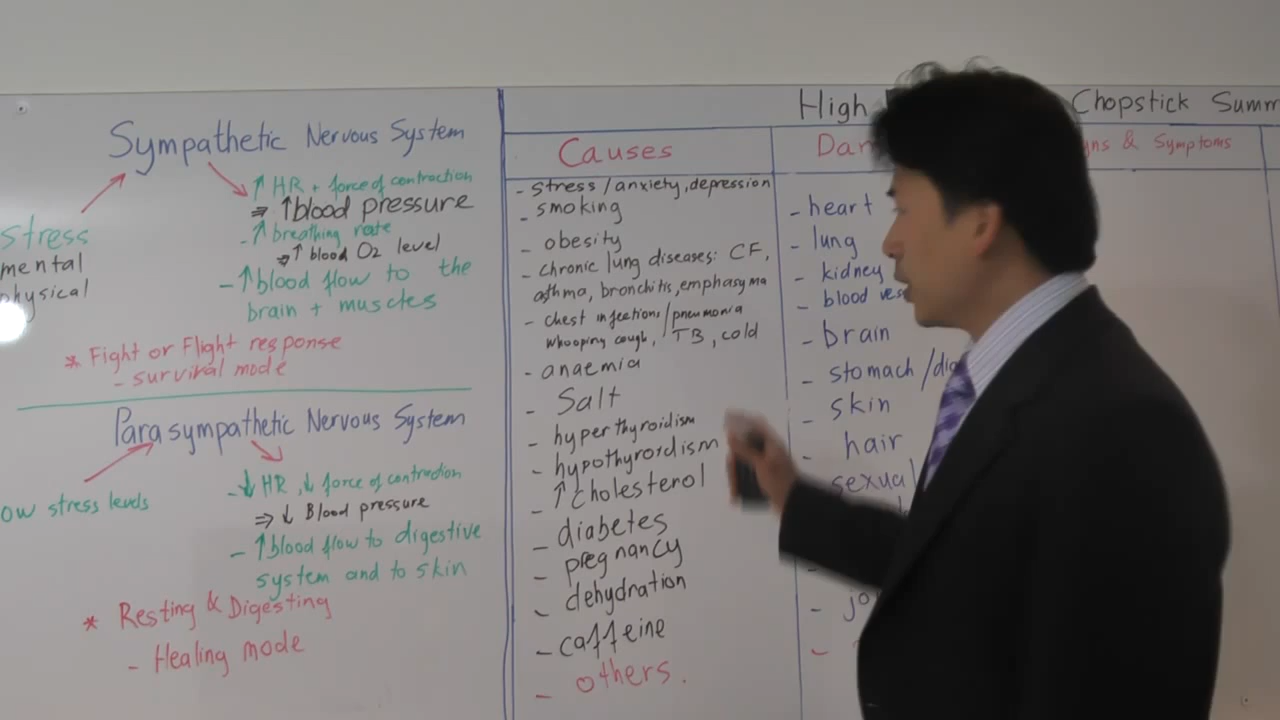 Sympathetic Nervous System
↑ HR + force of contraction
⇒ ↑blood pressure
- ↑ breathing rate
⇒↑ blood O2 level
- ↑blood flow to the
brain + muscles
stress
mental
physical
* Fight or Flight response
- survival mode
Parasympathetic Nervous System
ow stress levels
- ↓ HR, ↓ force of contraction
⇒ ↓ Blood pressure
- ↑blood flow to digestive
system and to skin
* Resting & Digesting
- Healing mode
High Chopstick Summ
Causes
- stress/anxiety, depression
- smoking
- obesity
- chronic lung diseases: CF,
asthma, bronchitis, emphasyma
- chest infections/pneumonia
whooping cough, TB, cold
- anaemia
- Salt
- hyperthyroidism
- hypothyroidism
- ↑cholesterol
- diabetes
- pregnancy
- dehydration
- caffeine
- others.
Dam
- heart
- lung
- kidney
- blood ves
- brain
- stomach/dig
- skin
- hair
- sexual
- jo
gns & Symptoms